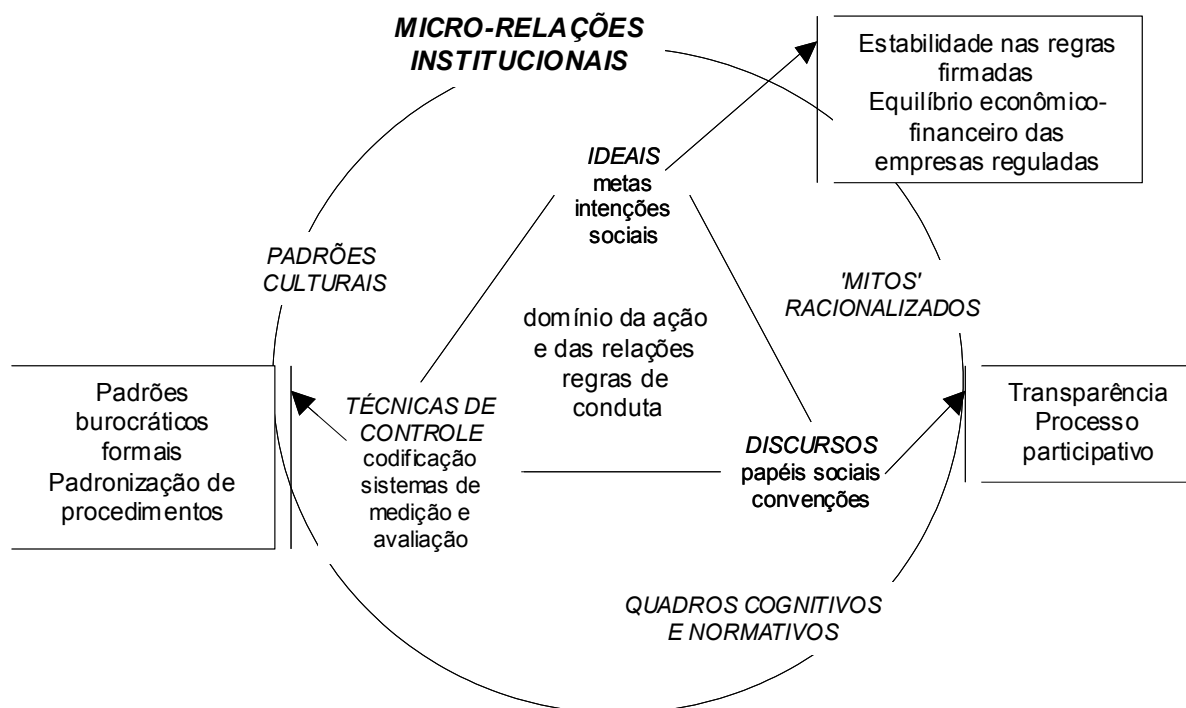 MICRO-RELAÇÕES
INSTITUCIONAIS
Estabilidade nas regras
firmadas
Equilíbrio econômico-
financeiro das
empresas reguladas
IDEAIS
metas
intenções
sociais
PADRÕES
CULTURAIS
'MITOS'
RACIONALIZADOS
domínio da ação
e das relações
regras de
conduta
Padrões
burocráticos
formais
Padronização de
procedimentos
TÉCNICAS DE
CONTROLE
codificação
sistemas de
medição e
avaliação
DISCURSOS
papéis sociais
convenções
Transparência
Processo
participativo
QUADROS COGNITIVOS
E NORMATIVOS